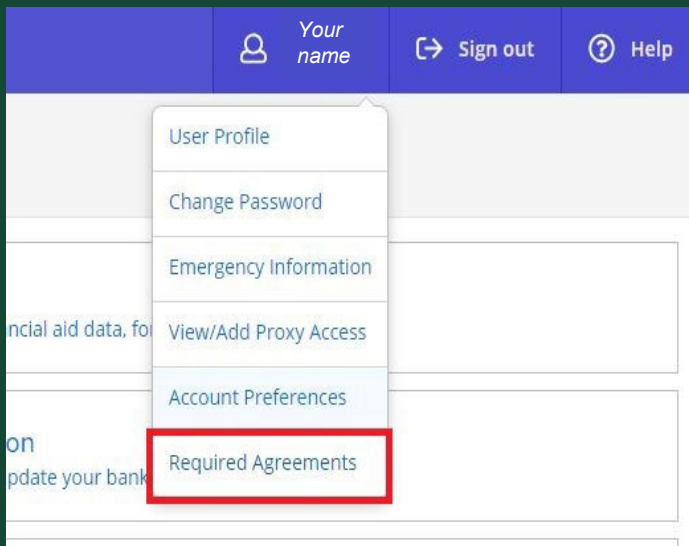 Your
name
Sign out
Help
User Profile
Change Password
Emergency Information
ncial aid data, fo
View/Add Proxy Access
Account Preferences
on
pdate your bank
Required Agreements